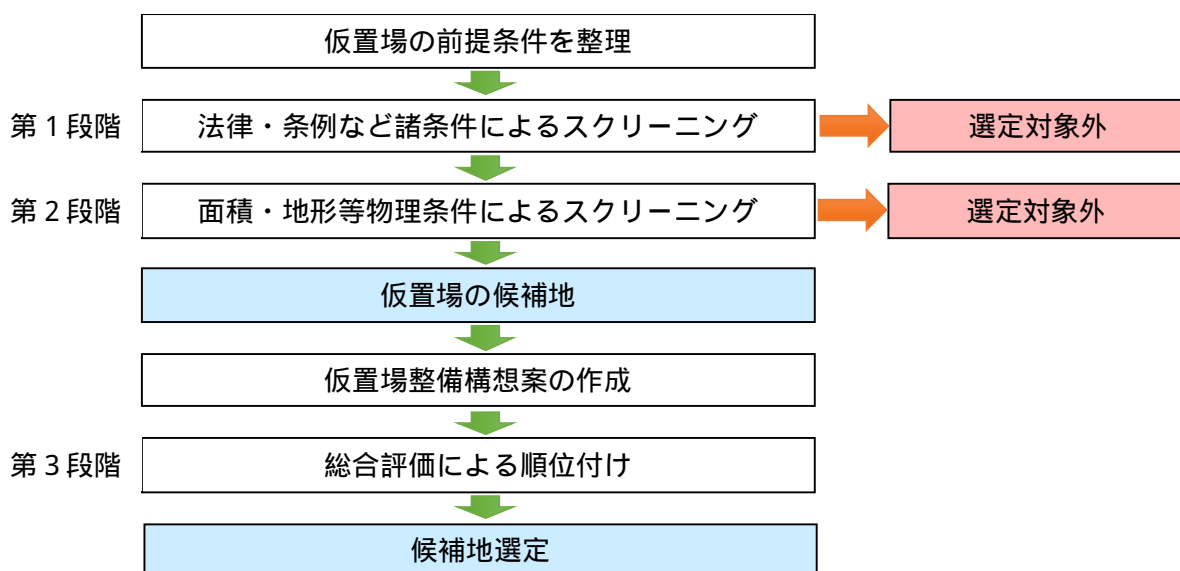 仮置場の前提条件を整理
第1段階
法律・条例など諸条件によるスクリーニング
選定対象外
第2段階
面積・地形等物理条件によるスクリーニング
選定対象外
仮置場の候補地
仮置場整備構想案の作成
第3段階
総合評価による順位付け
候補地選定